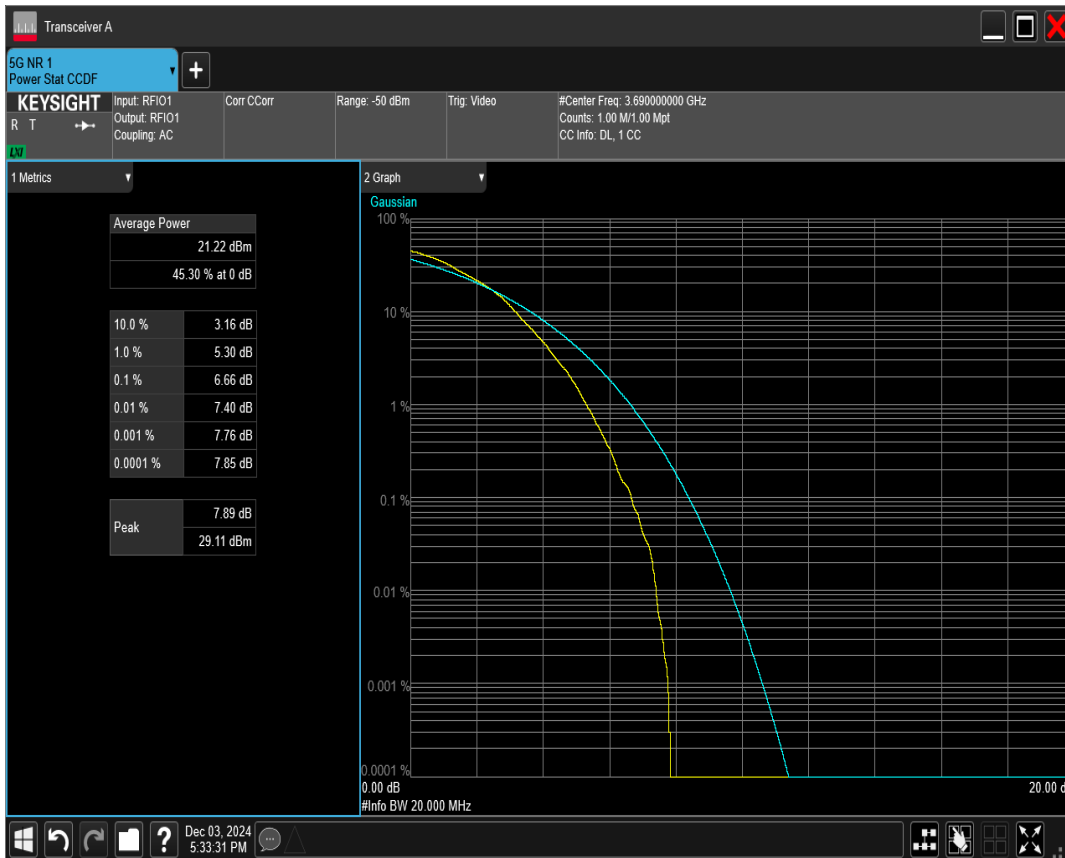 Transceiver A
5G NR 1
Power Stat CCDF
KEYSIGHT
R T
LXI
Input: RFIO1
Output: RFIO1
Coupling: AC
Corr CCorr
Range: -50 dBm
Trig: Video
#Center Freq: 3.690000000 GHz
Counts: 1.00 M/1.00 Mpt
CC Info: DL, 1 CC
1 Metrics
Average Power
21.22 dBm
45.30 % at 0 dB
10.0 % 3.16 dB
1.0 % 5.30 dB
0.1 % 6.66 dB
0.01 % 7.40 dB
0.001 % 7.76 dB
0.0001 % 7.85 dB
Peak
7.89 dB
29.11 dBm
2 Graph
Gaussian
100 %
10 %
1 %
0.1 %
0.01 %
0.001 %
0.0001 %
0.00 dB
20.00 d
#Info BW 20.000 MHz
Dec 03, 2024
5:33:31 PM